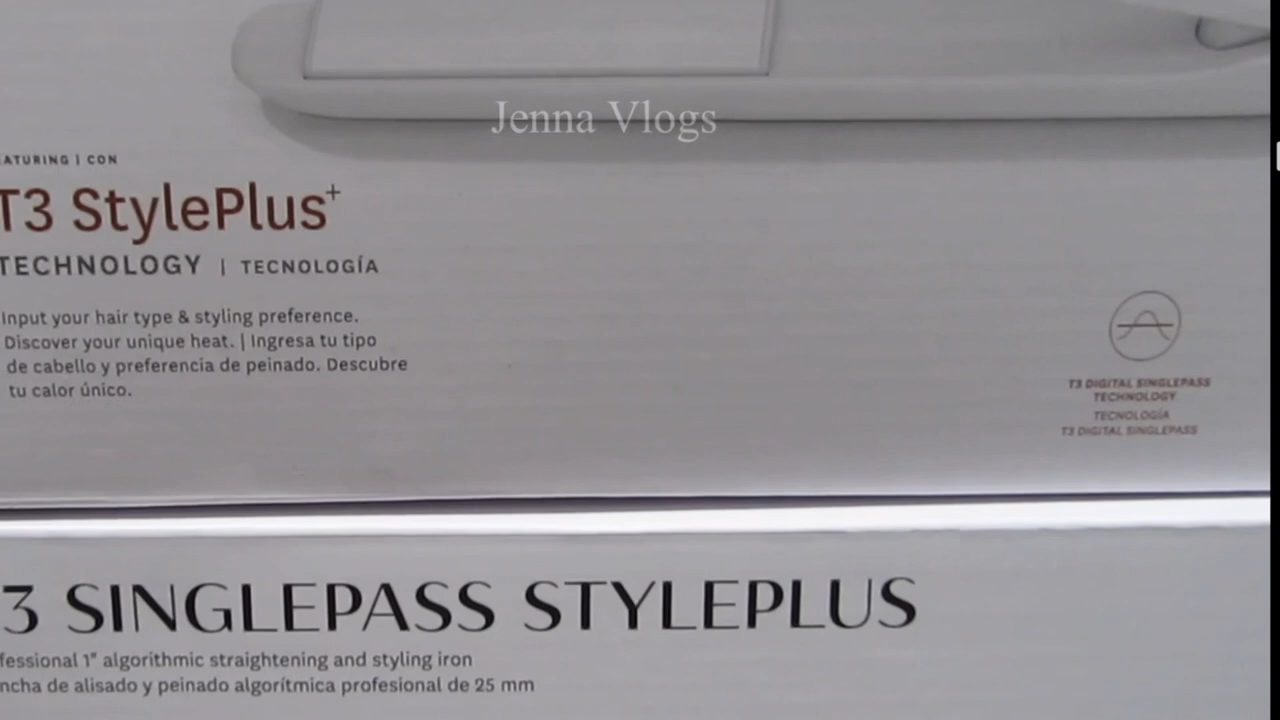 Jenna Vlogs
ATURING | CON
T3 StylePlus+
TECHNOLOGY | TECNOLOGÍA
Input your hair type & styling preference.
Discover your unique heat. | Ingresa tu tipo
de cabello y preferencia de peinado. Descubre
tu calor único.
T3 DIGITAL SINGLEPASS
TECHNOLOGY
TECNOLOGÍA
T3 DIGITAL SINGLEPASS
3 SINGLEPASS STYLEPLUS
fessional 1" algorithmic straightening and styling iron
ncha de alisado y peinado algorítmica profesional de 25 mm